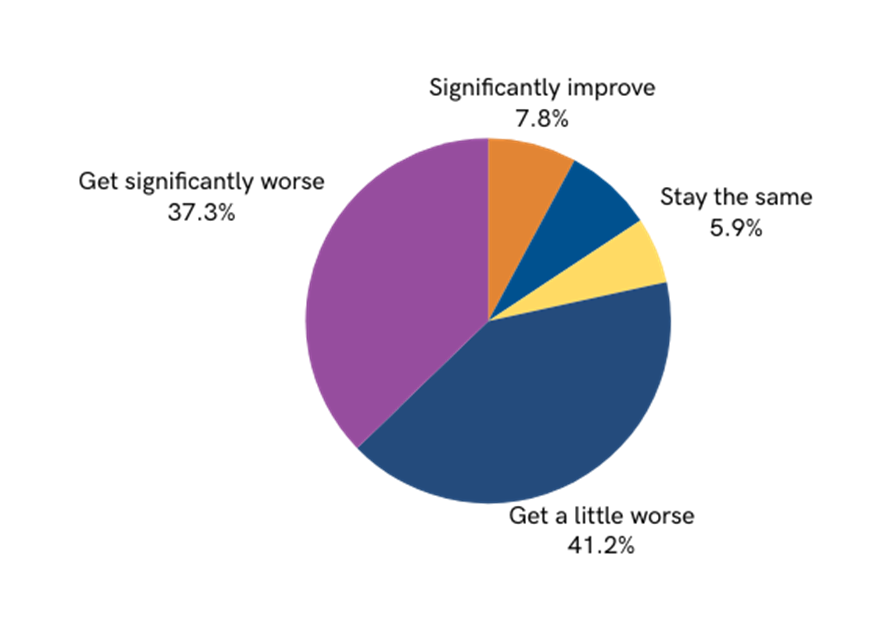 Significantly improve
7.8%
Get significantly worse
37.3%
Stay the same
5.9%
Get a little worse
41.2%